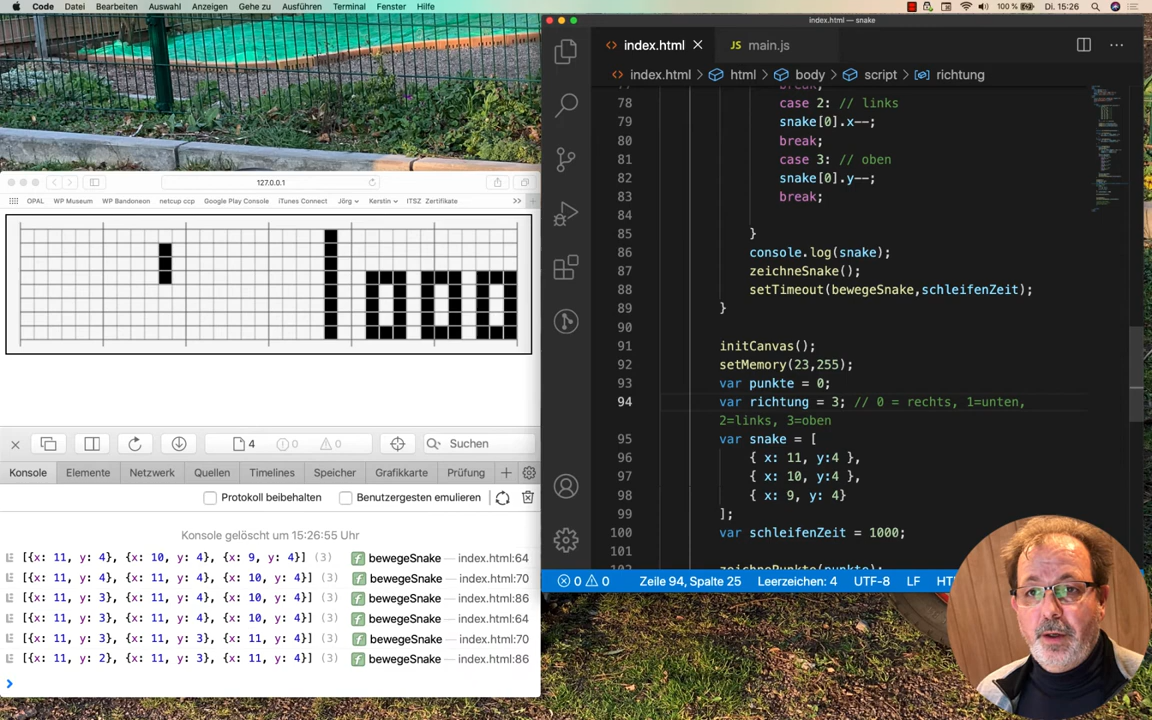 Code Datei Bearbeiten Auswahl Anzeigen Gehe zu Ausführen Terminal Fenster Hilfe 100 % Di. 15:26
127.0.0.1
OPAL WP Museum WP Bandoneon netcup ccp Google Play Console iTunes Connect Jörg Kerstin ITSZ Zertifikate >> +
4 0 0 Suchen
Konsole Elemente Netzwerk Quellen Timelines Speicher Grafikkarte Prüfung +
Protokoll beibehalten Benutzergesten emulieren
Konsole gelöscht um 15:26:55 Uhr
[{x: 11, y: 4}, {x: 10, y: 4}, {x: 9, y: 4}] (3) f bewegeSnake — index.html:64
[{x: 11, y: 4}, {x: 11, y: 4}, {x: 10, y: 4}] (3) f bewegeSnake — index.html:70
[{x: 11, y: 3}, {x: 11, y: 4}, {x: 10, y: 4}] (3) f bewegeSnake — index.html:86
[{x: 11, y: 3}, {x: 11, y: 4}, {x: 10, y: 4}] (3) f bewegeSnake — index.html:64
[{x: 11, y: 3}, {x: 11, y: 3}, {x: 11, y: 4}] (3) f bewegeSnake — index.html:70
[{x: 11, y: 2}, {x: 11, y: 3}, {x: 11, y: 4}] (3) f bewegeSnake — index.html:86
>
index.html — snake
<> index.html × JS main.js ···
<> index.html > html > body > script > richtung
78 case 2: // links
79 snake[0].x--;
80 break;
81 case 3: // oben
82 snake[0].y--;
83 break;
84
85 }
86 console.log(snake);
87 zeichneSnake();
88 setTimeout(bewegeSnake,schleifenZeit);
89 }
90
91 initCanvas();
92 setMemory(23,255);
93 var punkte = 0;
94 var richtung = 3; // 0 = rechts, 1=unten,
2=links, 3=oben
95 var snake = [
96 { x: 11, y:4 },
97 { x: 10, y:4 },
98 { x: 9, y: 4}
99 ];
100 var schleifenZeit = 1000;
101
0 0 Zeile 94, Spalte 25 Leerzeichen: 4 UTF-8 LF